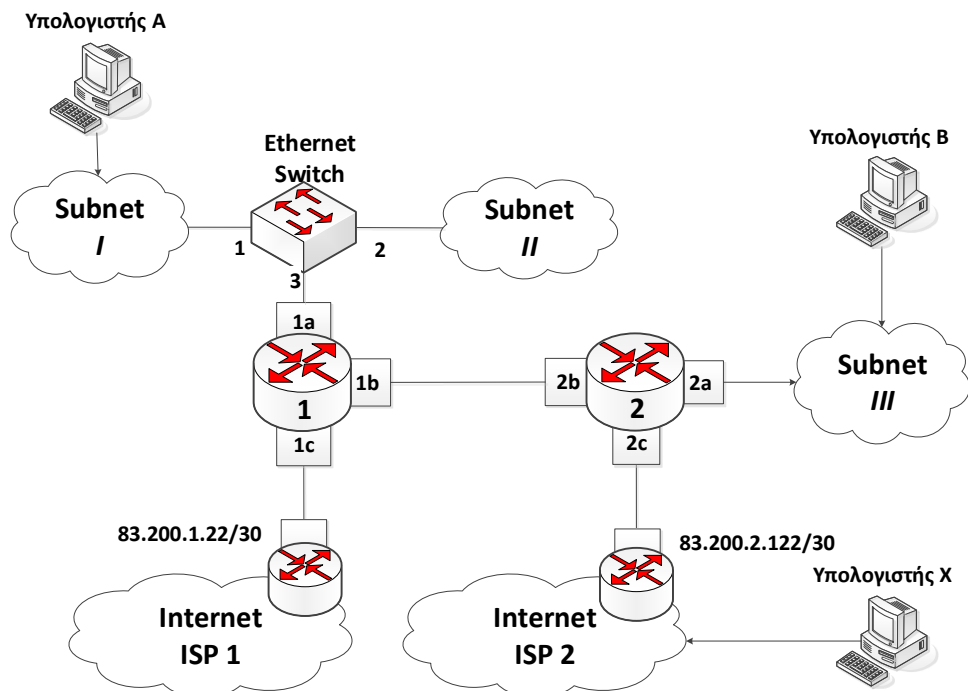 Υπολογιστής Α
Ethernet
Switch
Υπολογιστής Β
Subnet
I
1
2
3
Subnet
II
1a
1b
1
1c
2b
2
2a
2c
Subnet
III
83.200.1.22/30
83.200.2.122/30
Υπολογιστής Χ
Internet
ISP 1
Internet
ISP 2